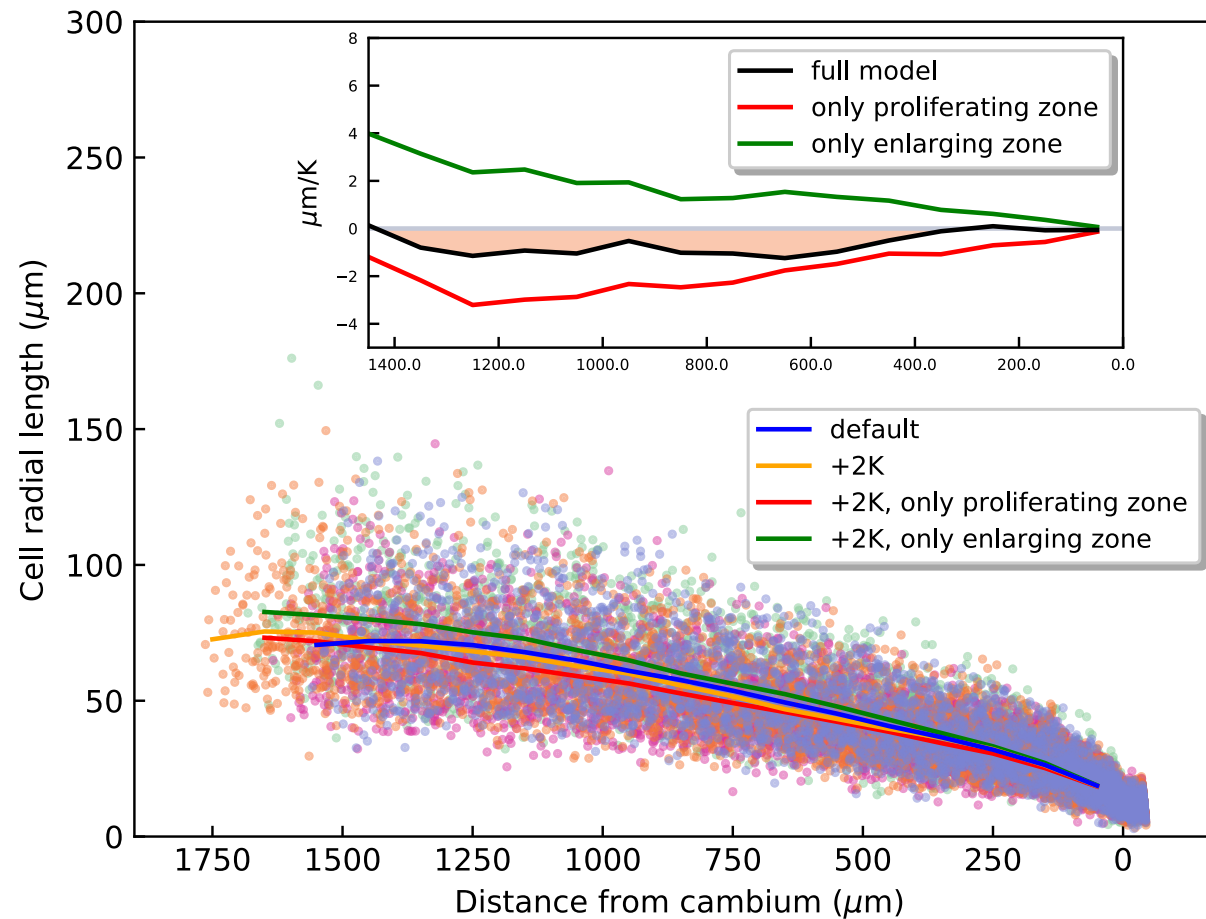 300
250
200
150
100
50
0
Cell radial length (μm)
8
6
4
2
0
−2
−4
μm/K
full model
only proliferating zone
only enlarging zone
1400.0 1200.0 1000.0 800.0 600.0 400.0 200.0 0.0
default
+2K
+2K, only proliferating zone
+2K, only enlarging zone
1750 1500 1250 1000 750 500 250 0
Distance from cambium (μm)